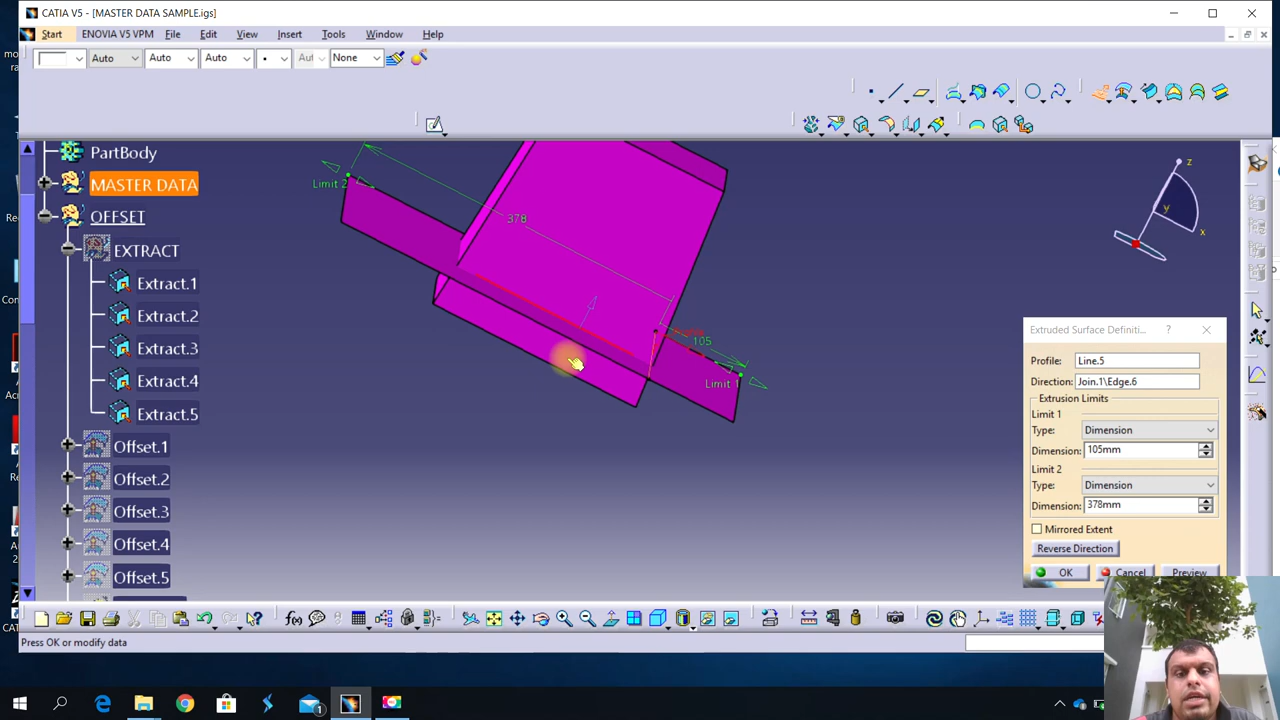 CATIA V5 - [MASTER DATA SAMPLE.igs]
Start ENOVIA V5 VPM File Edit View Insert Tools Window Help
Auto Auto Auto Aut None
PartBody
MASTER DATA
OFFSET
EXTRACT
Extract.1
Extract.2
Extract.3
Extract.4
Extract.5
Offset.1
Offset.2
Offset.3
Offset.4
Offset.5
Limit 2
378
105
Limit 1
z
y
x
Extruded Surface Definiti... ?
Profile: Line.5
Direction: Join.1\Edge.6
Extrusion Limits
Limit 1
Type: Dimension
Dimension: 105mm
Limit 2
Type: Dimension
Dimension: 378mm
Mirrored Extent
Reverse Direction
OK Cancel Preview
f(x)
Press OK or modify data
1